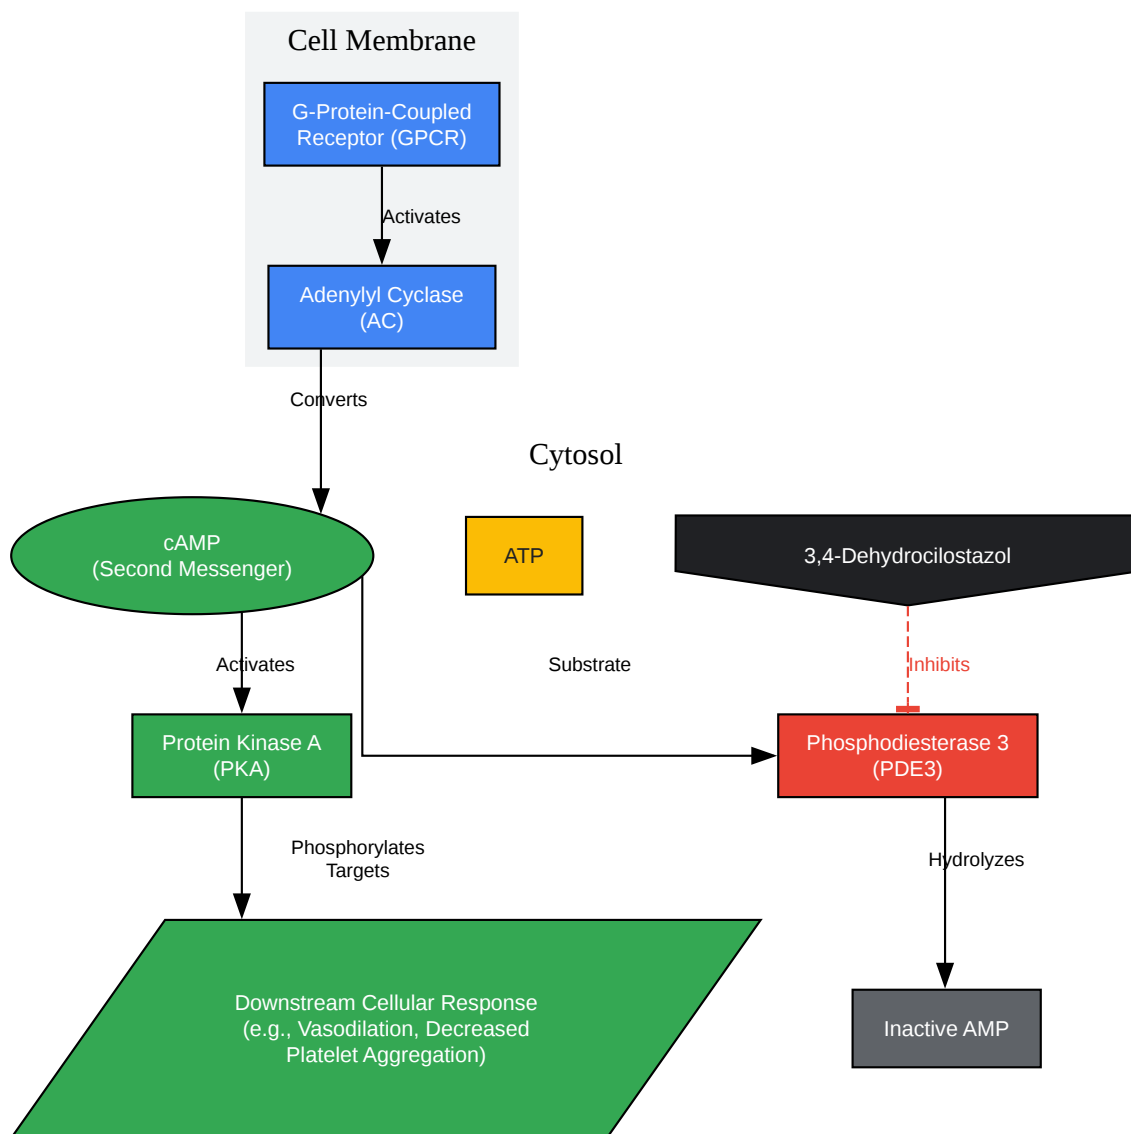 Cell Membrane
G-Protein-Coupled
Receptor (GPCR)
Activates
Adenylyl Cyclase
(AC)
Converts
Cytosol
cAMP
(Second Messenger)
ATP
3,4-Dehydrocilostazol
Activates
Substrate
Inhibits
Protein Kinase A
(PKA)
Phosphodiesterase 3
(PDE3)
Phosphorylates
Targets
Hydrolyzes
Downstream Cellular Response
(e.g., Vasodilation, Decreased
Platelet Aggregation)
Inactive AMP